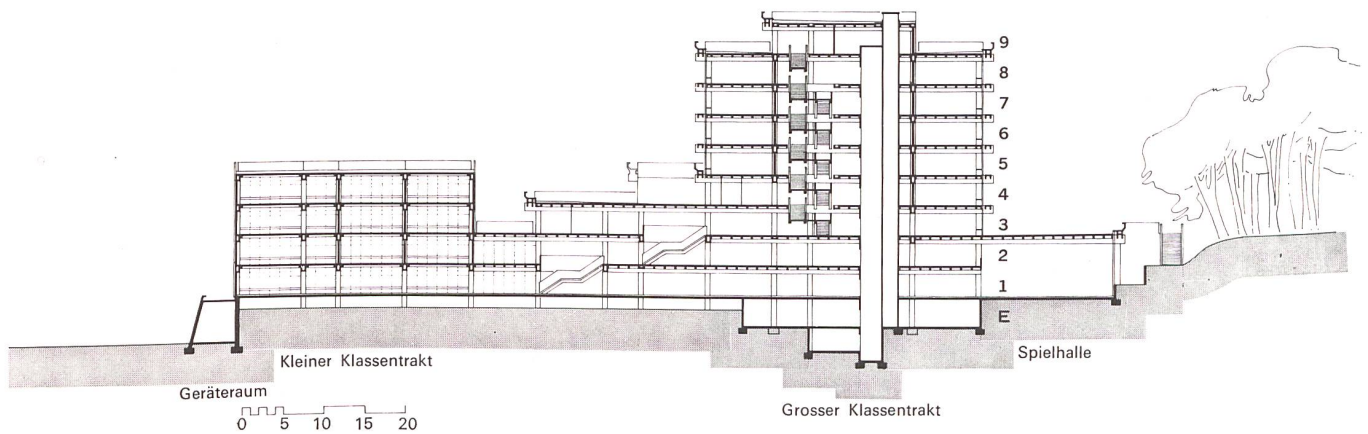 9
8
7
6
5
4
3
2
1
E
Spielhalle
Kleiner Klassentrakt
Geräteraum
Grosser Klassentrakt
0 5 10 15 20